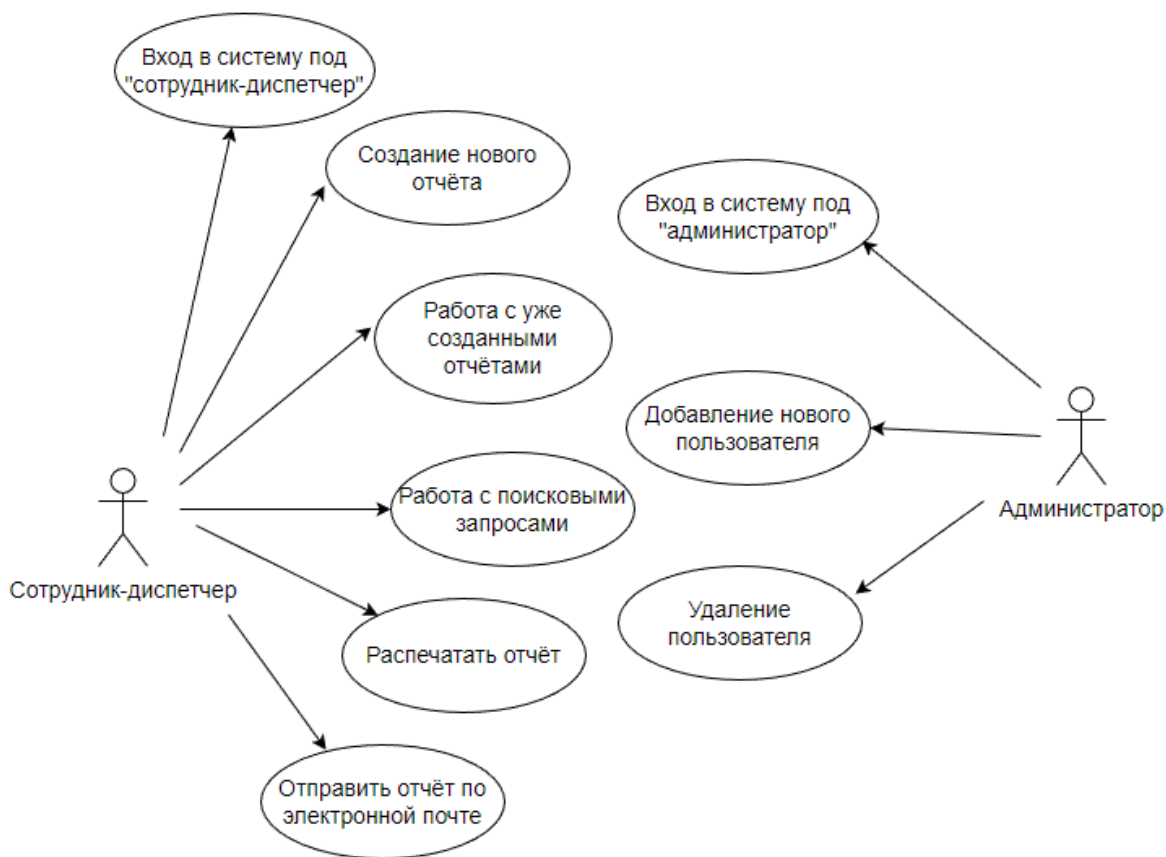 Вход в систему под
"сотрудник-диспетчер"
Создание нового
отчёта
Работа с уже
созданными
отчётами
Работа с поисковыми
запросами
Сотрудник-диспетчер
Распечатать отчёт
Отправить отчёт по
электронной почте
Вход в систему под
"администратор"
Добавление нового
пользователя
Администратор
Удаление
пользователя